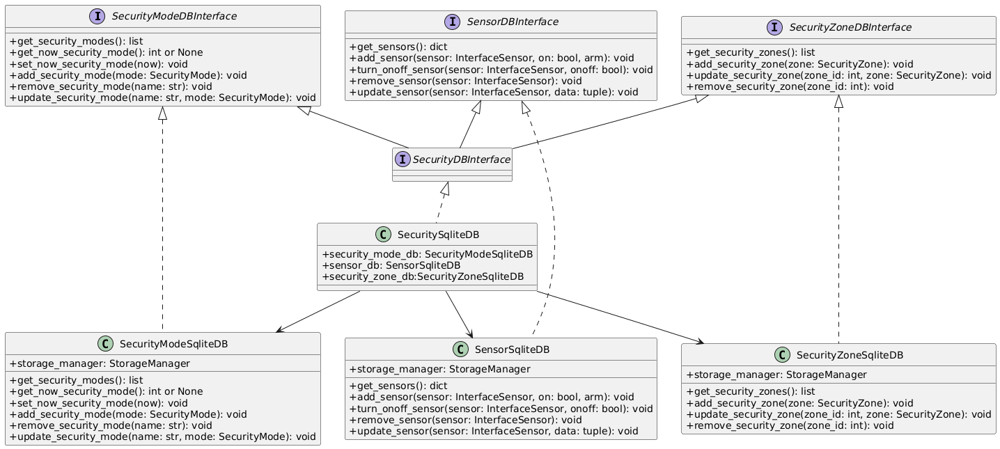 I SecurityModeDBInterface
+get_security_modes(): list
+get_now_security_mode(): int or None
+set_now_security_mode(now): void
+add_security_mode(mode: SecurityMode): void
+remove_security_mode(name: str): void
+update_security_mode(name: str, mode: SecurityMode): void
I SensorDBInterface
+get_sensors(): dict
+add_sensor(sensor: InterfaceSensor, on: bool, arm): void
+turn_onoff_sensor(sensor: InterfaceSensor, onoff: bool): void
+remove_sensor(sensor: InterfaceSensor): void
+update_sensor(sensor: InterfaceSensor, data: tuple): void
I SecurityZoneDBInterface
+get_security_zones(): list
+add_security_zone(zone: SecurityZone): void
+update_security_zone(zone_id: int, zone: SecurityZone): void
+remove_security_zone(zone_id: int): void
I SecurityDBInterface
C SecuritySqliteDB
+security_mode_db: SecurityModeSqliteDB
+sensor_db: SensorSqliteDB
+security_zone_db:SecurityZoneSqliteDB
C SecurityModeSqliteDB
+storage_manager: StorageManager
+get_security_modes(): list
+get_now_security_mode(): int or None
+set_now_security_mode(now): void
+add_security_mode(mode: SecurityMode): void
+remove_security_mode(name: str): void
+update_security_mode(name: str, mode: SecurityMode): void
C SensorSqliteDB
+storage_manager: StorageManager
+get_sensors(): dict
+add_sensor(sensor: InterfaceSensor, on: bool, arm): void
+turn_onoff_sensor(sensor: InterfaceSensor, onoff: bool): void
+remove_sensor(sensor: InterfaceSensor): void
+update_sensor(sensor: InterfaceSensor, data: tuple): void
C SecurityZoneSqliteDB
+storage_manager: StorageManager
+get_security_zones(): list
+add_security_zone(zone: SecurityZone): void
+update_security_zone(zone_id: int, zone: SecurityZone): void
+remove_security_zone(zone_id: int): void